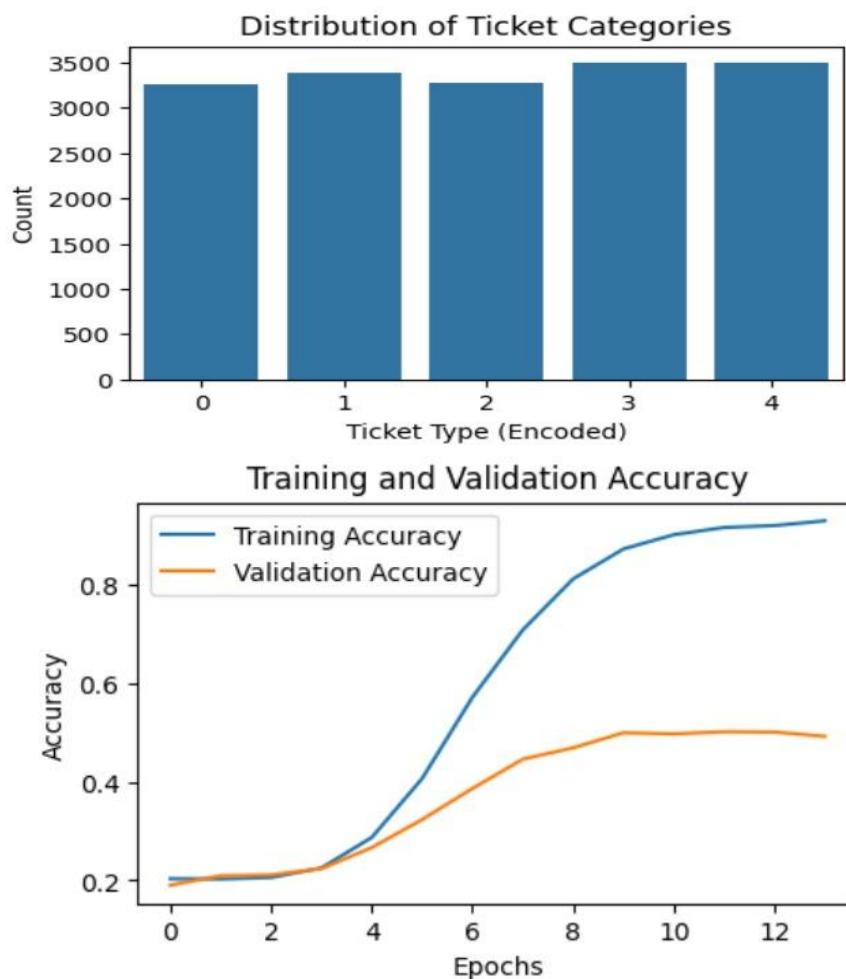 Distribution of Ticket Categories
3500
3000
2500
2000
1500
1000
500
0
Count
0 1 2 3 4
Ticket Type (Encoded)
Training and Validation Accuracy
Training Accuracy
Validation Accuracy
0.8
0.6
0.4
0.2
Accuracy
0 2 4 6 8 10 12
Epochs